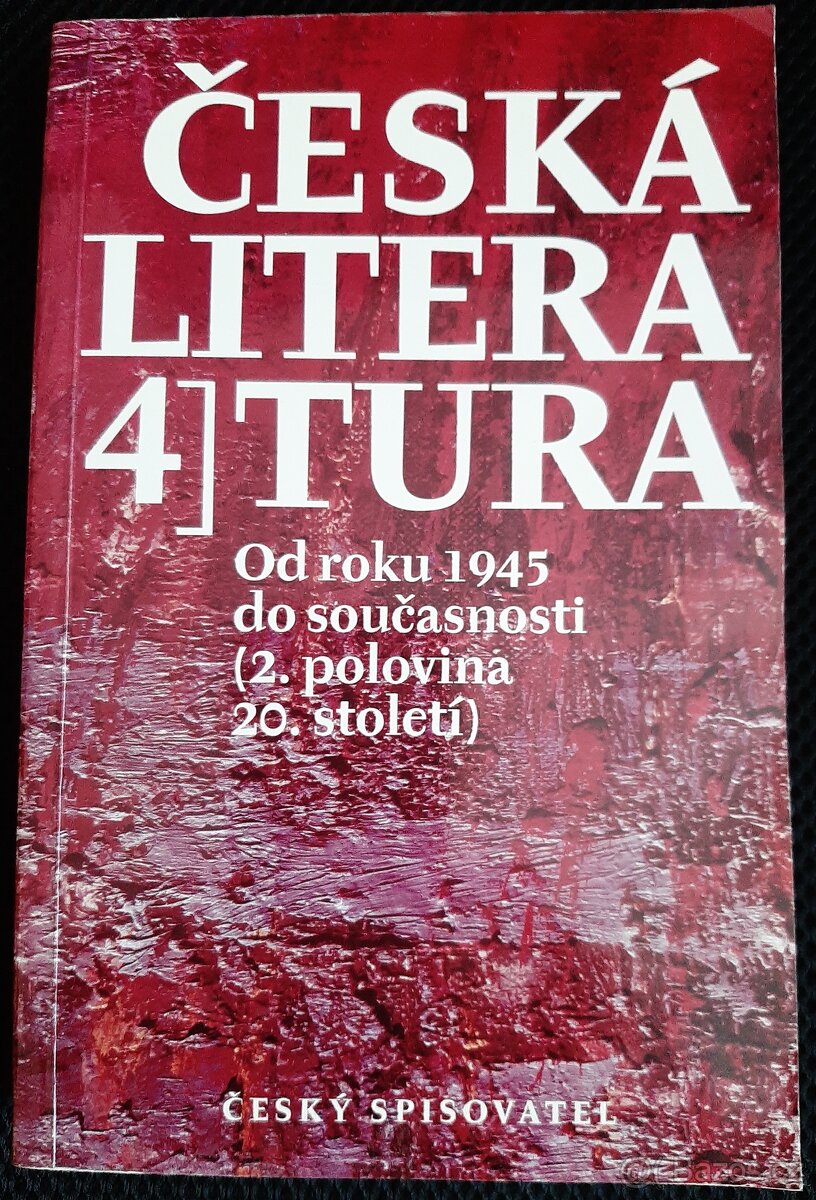 ČESKÁ
LITERA
4]TURA
Od roku 1945
do současnosti
(2. polovina
20. století)
ČESKÝ SPISOVATEL